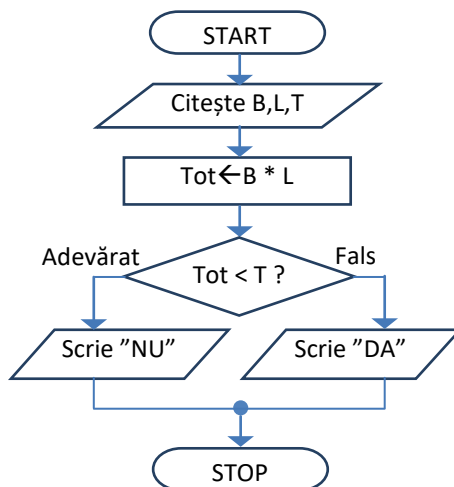 START
Citește B,L,T
Tot←B * L
Adevărat
Fals
Tot < T ?
Scrie ”NU”
Scrie ”DA”
STOP